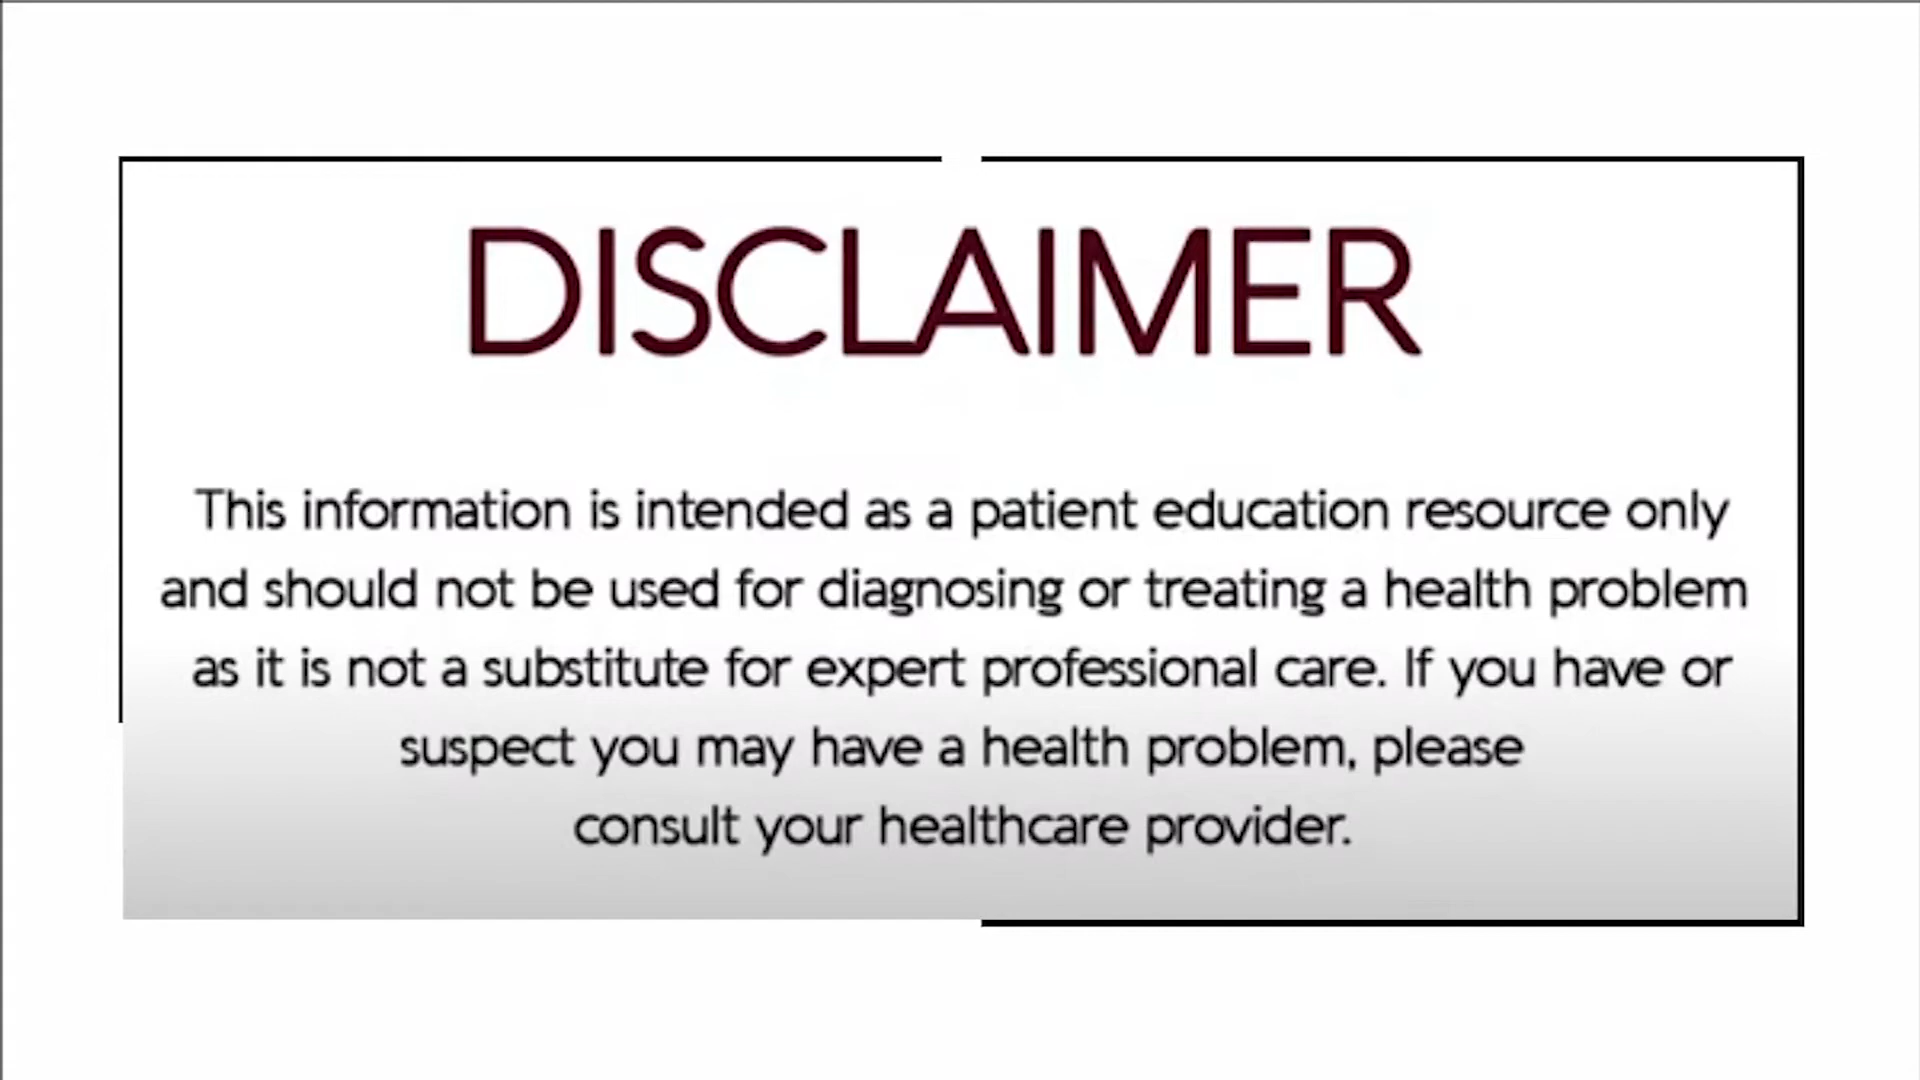 DISCLAIMER
This information is intended as a patient education resource only
and should not be used for diagnosing or treating a health problem
as it is not a substitute for expert professional care. If you have or
suspect you may have a health problem, please
consult your healthcare provider.